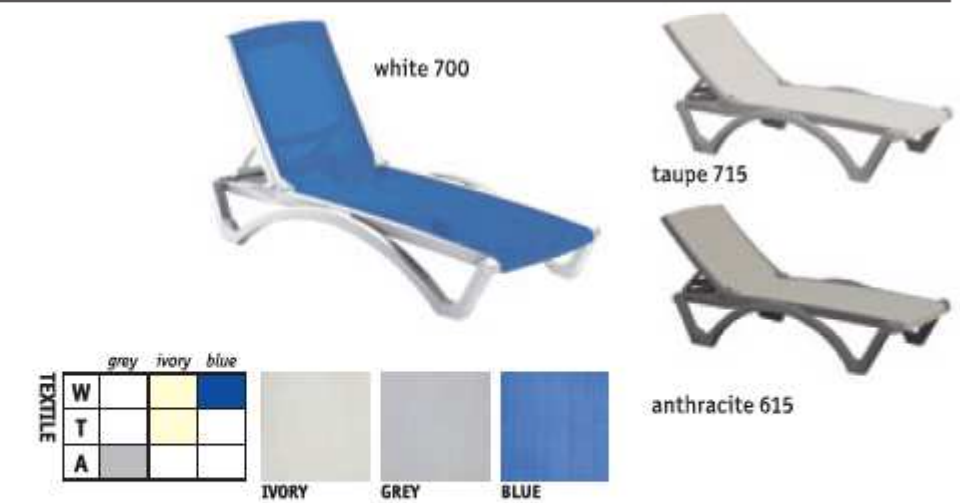 white 700
taupe 715
anthracite 615
TEXTILE
grey ivory blue
W
T
A
IVORY GREY BLUE